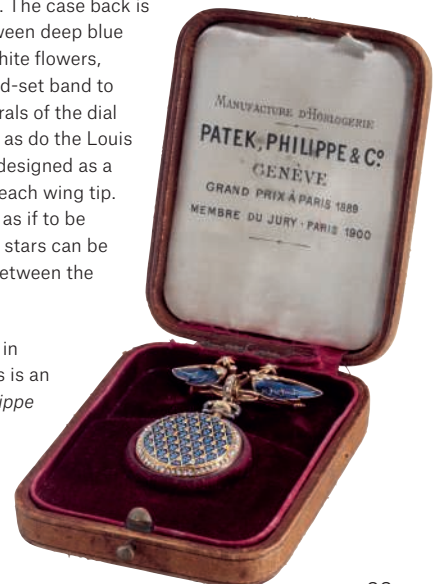 . The case back is
ween deep blue
hite flowers,
d-set band to
rals of the dial
as do the Louis
designed as a
each wing tip.
as if to be
stars can be
etween the
in
s is an
ippe
MANUFACTURE D'HORLOGERIE
PATEK, PHILIPPE & Cº
GENÈVE
GRAND PRIX À PARIS 1889
MEMBRE DU JURY · PARIS 1900